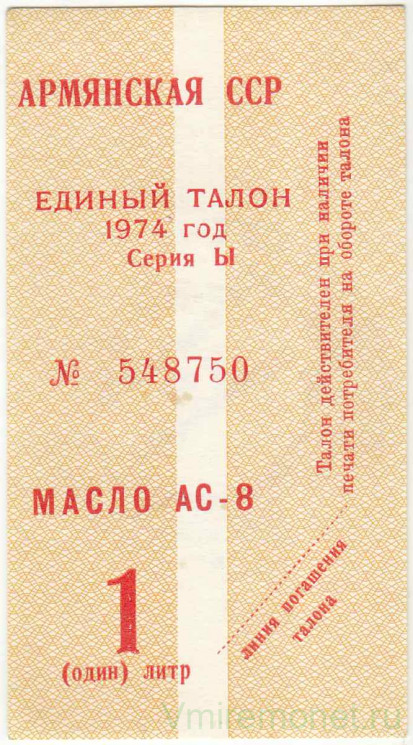 АРМЯНСКАЯ ССР
ЕДИНЫЙ ТАЛОН
1974 год
Серия Ы
№ 548750
МАСЛО АС-8
1
(один) литр
Талон действителен при наличии
печати потребителя на обороте талона
линия погашения
талона
Vmiremonet.ru